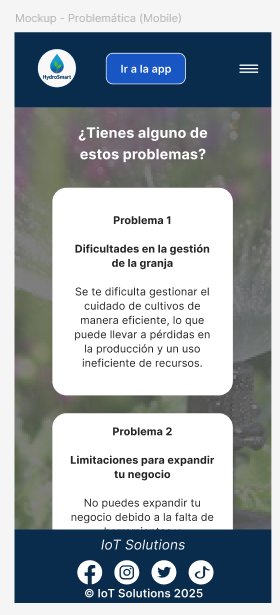 Mockup - Problemática (Mobile)
HydroSmart
Ir a la app
¿Tienes alguno de
estos problemas?
Problema 1
Dificultades en la gestión
de la granja
Se te dificulta gestionar el
cuidado de cultivos de
manera eficiente, lo que
puede llevar a pérdidas en
la producción y un uso
ineficiente de recursos.
Problema 2
Limitaciones para expandir
tu negocio
No puedes expandir tu
negocio debido a la falta de
IoT Solutions
© IoT Solutions 2025